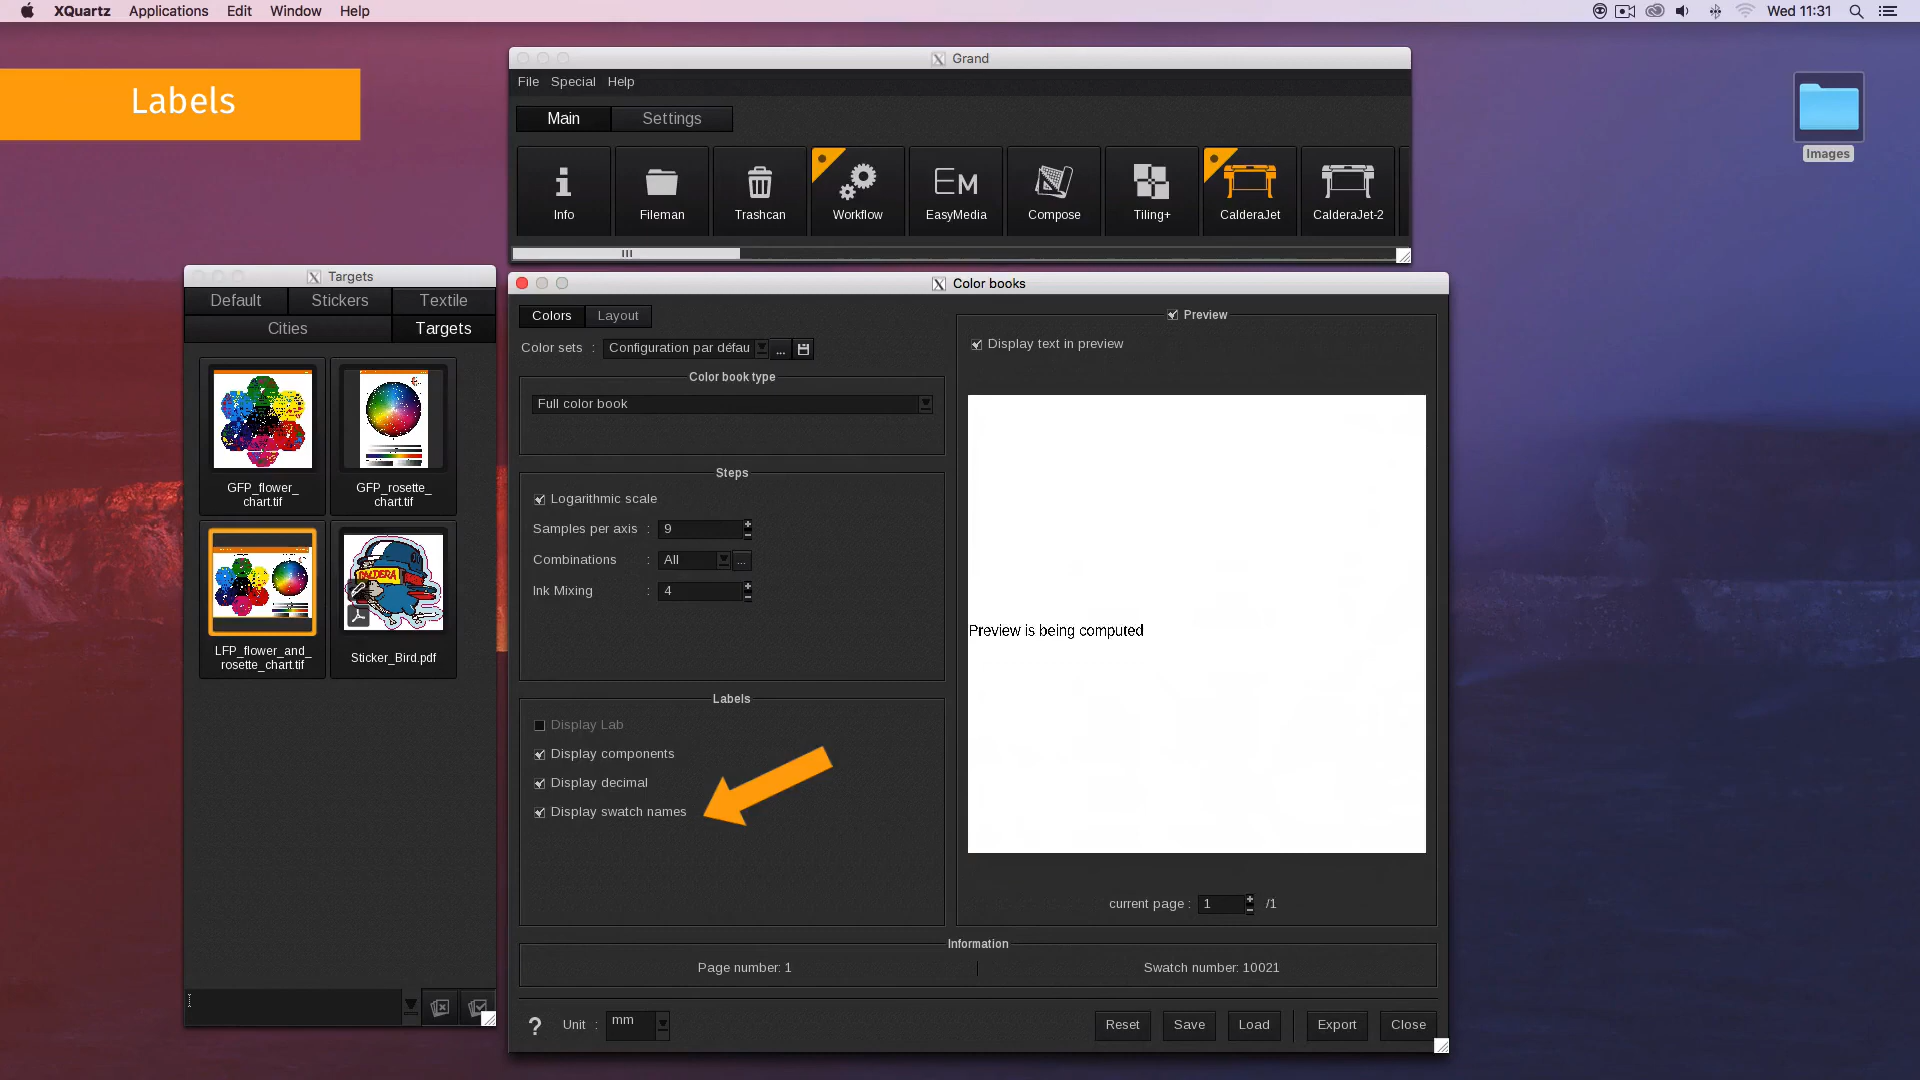 XQuartz Applications Edit Window Help
Wed 11:31
Labels
Images
Grand
File Special Help
Main Settings
Info
Fileman
Trashcan
Workflow
EM
EasyMedia
Compose
Tiling+
CalderaJet
CalderaJet-2
Targets
Default Stickers Textile
Cities Targets
GFP_flower_
chart.tif
GFP_rosette_
chart.tif
LFP_flower_and_
rosette_chart.tif
CALDERA
Sticker_Bird.pdf
Color books
Colors Layout
Color sets : Configuration par défau ...
Color book type
Full color book
Steps
Logarithmic scale
Samples per axis : 9
Combinations : All ...
Ink Mixing : 4
Labels
Display Lab
Display components
Display decimal
Display swatch names
Preview
Display text in preview
Preview is being computed
current page : 1 /1
Information
Page number: 1
Swatch number: 10021
? Unit : mm
Reset Save Load Export Close